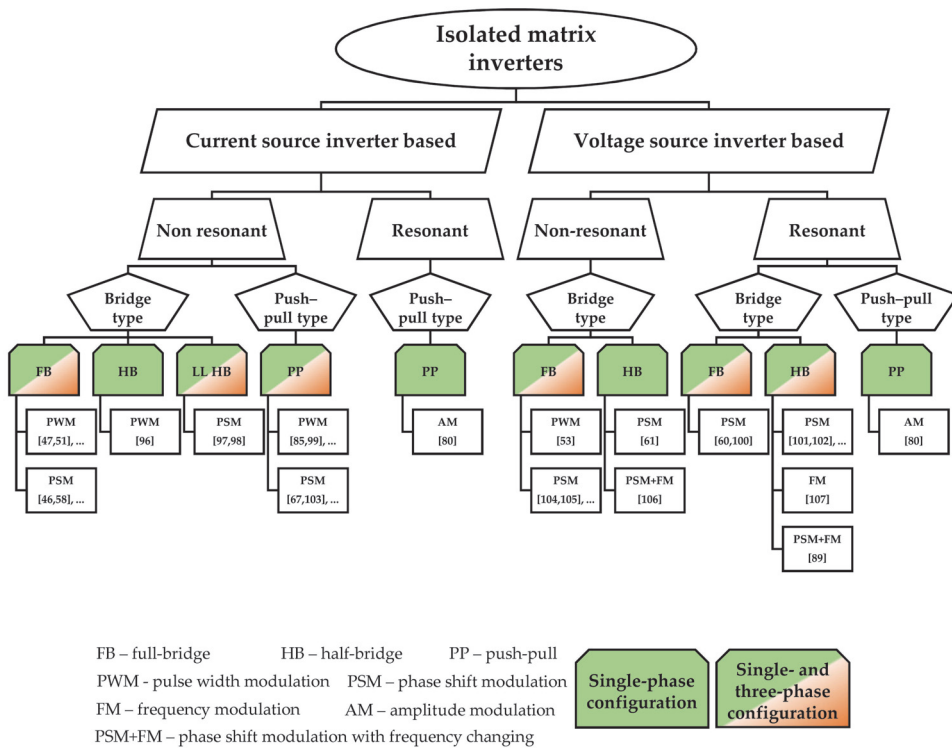 Isolated matrix
inverters
Current source inverter based
Voltage source inverter based
Non resonant
Resonant
Non-resonant
Resonant
Bridge
type
Push–
pull type
Push–
pull type
Bridge
type
Bridge
type
Push–pull
type
FB
HB
LL HB
PP
PP
FB
HB
FB
HB
PP
PWM
[47,51], ...
PWM
[96]
PSM
[97,98]
PWM
[85,99], ...
AM
[80]
PWM
[53]
PSM
[61]
PSM
[60,100]
PSM
[101,102], ...
AM
[80]
PSM
[46,58], ...
PSM
[67,103], ...
PSM
[104,105], ...
PSM+FM
[106]
FM
[107]
PSM+FM
[89]
FB – full-bridge HB – half-bridge PP – push-pull
PWM - pulse width modulation PSM – phase shift modulation
FM – frequency modulation AM – amplitude modulation
PSM+FM – phase shift modulation with frequency changing
Single-phase
configuration
Single- and
three-phase
configuration